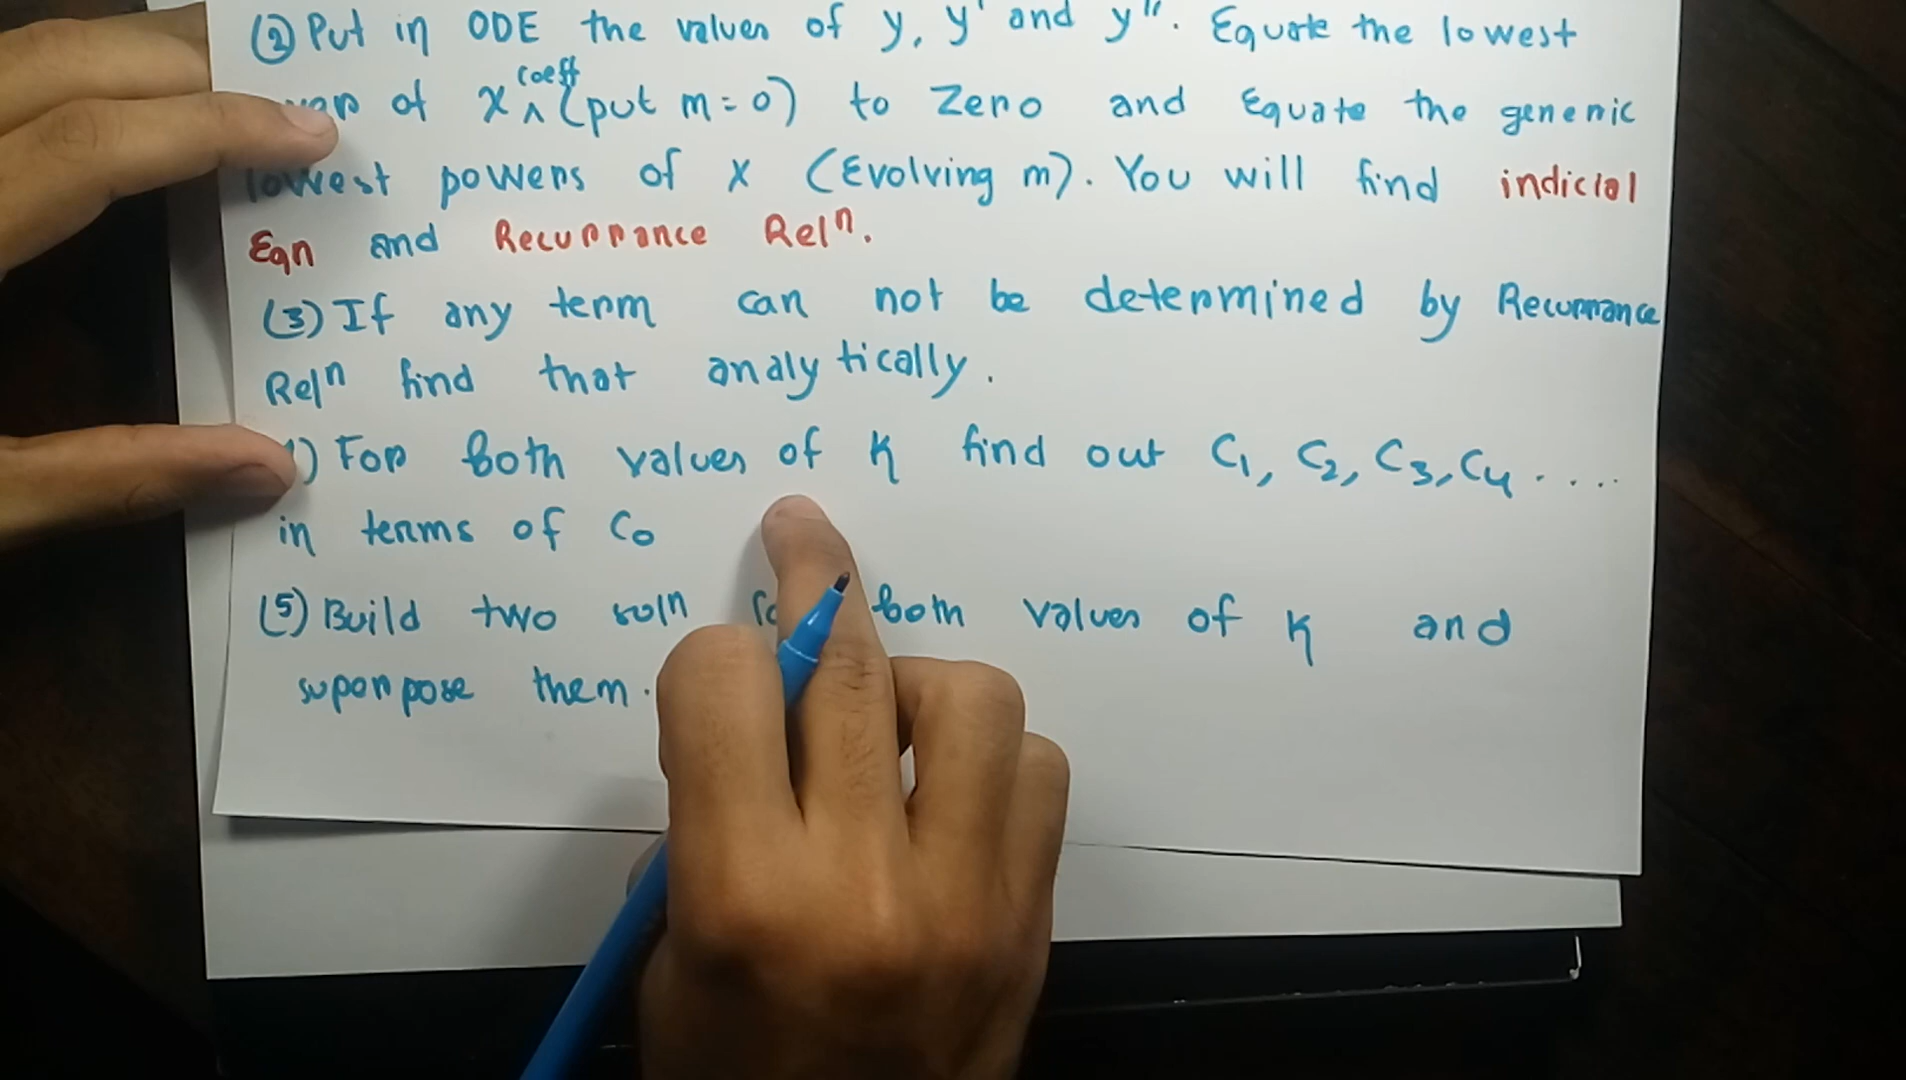 (2) Put in ODE the values of y, y' and y''. Equate the lowest
of x coeff (put m = 0) to Zero and Equate the generic
lowest powers of x (Evolving m). You will find indicial
Eqn and Recurrance Relⁿ.
(3) If any term can not be determined by Recurrance
Relⁿ find that analytically.
) For both values of K find out C₁, C₂, C₃, C₄ .....
in terms of C₀
(5) Build two solⁿ both values of K and
superpose them.